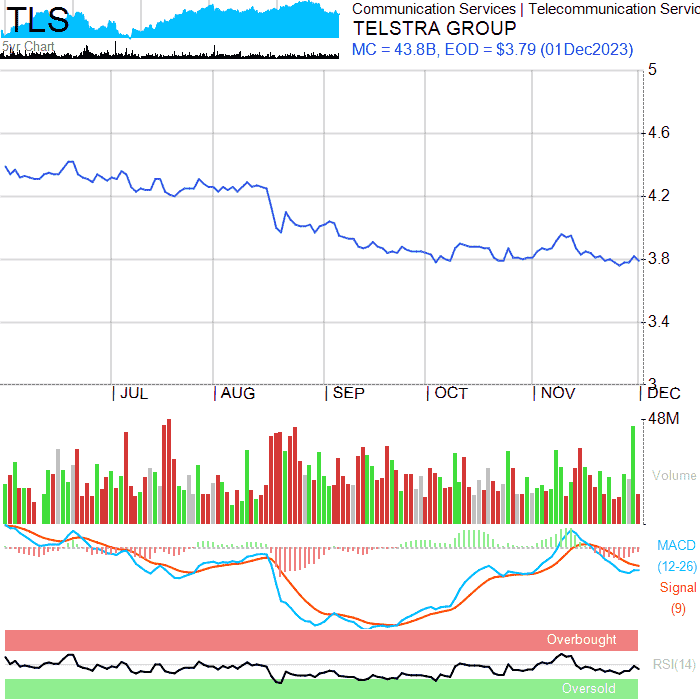 TLS
5yr Chart
Communication Services | Telecommunication Servic
TELSTRA GROUP
MC = 43.8B, EOD = $3.79 (01Dec2023)
5
4.6
4.2
3.8
3.4
3
| JUL | AUG | SEP | OCT | NOV | DEC
48M
Volume
MACD
(12-26)
Signal
(9)
Overbought
RSI(14)
Oversold